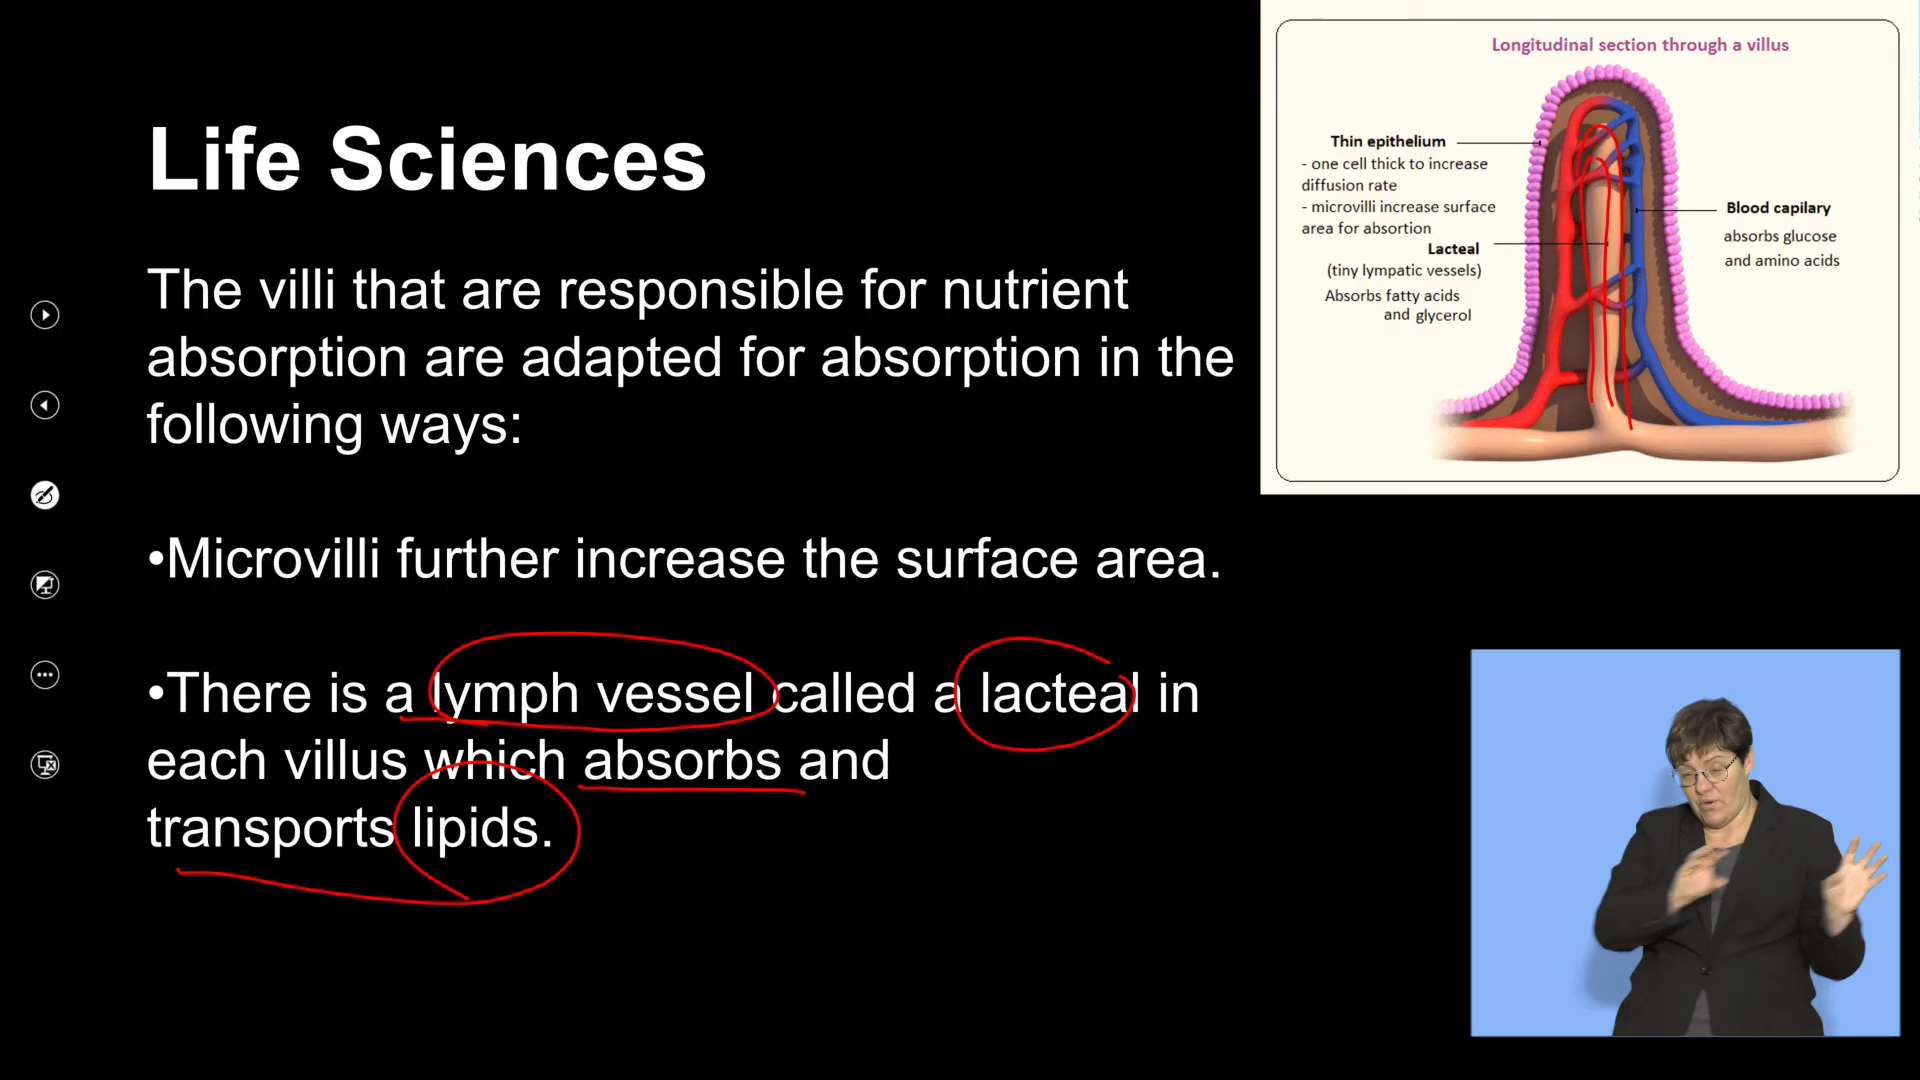 Life Sciences
The villi that are responsible for nutrient
absorption are adapted for absorption in the
following ways:
•Microvilli further increase the surface area.
•There is a lymph vessel called a lacteal in
each villus which absorbs and
transports lipids.
Longitudinal section through a villus
Thin epithelium
- one cell thick to increase
diffusion rate
- microvilli increase surface
area for absortion
Lacteal
(tiny lympatic vessels)
Absorbs fatty acids
and glycerol
Blood capilary
absorbs glucose
and amino acids